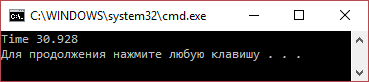 C:\WINDOWS\system32\cmd.exe
Time 30.928
Для продолжения нажмите любую клавишу . . .